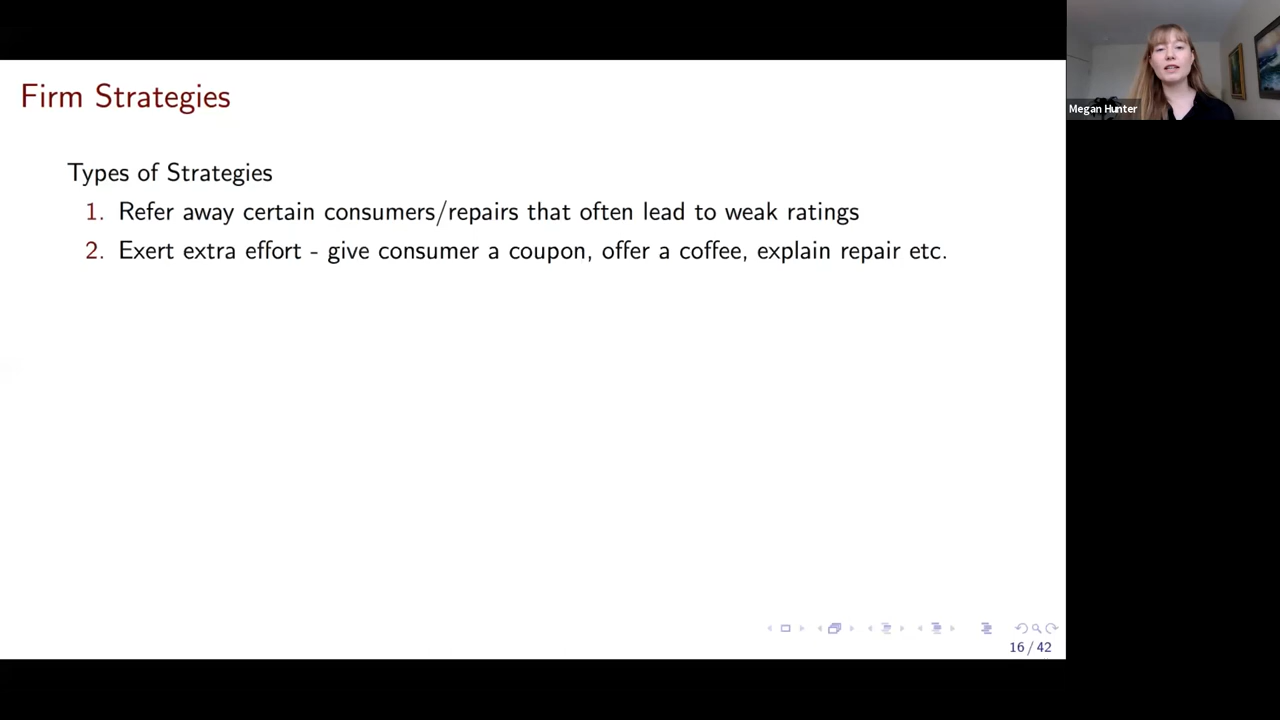 Firm Strategies
Megan Hunter
Types of Strategies
1. Refer away certain consumers/repairs that often lead to weak ratings
2. Exert extra effort - give consumer a coupon, offer a coffee, explain repair etc.
16 / 42